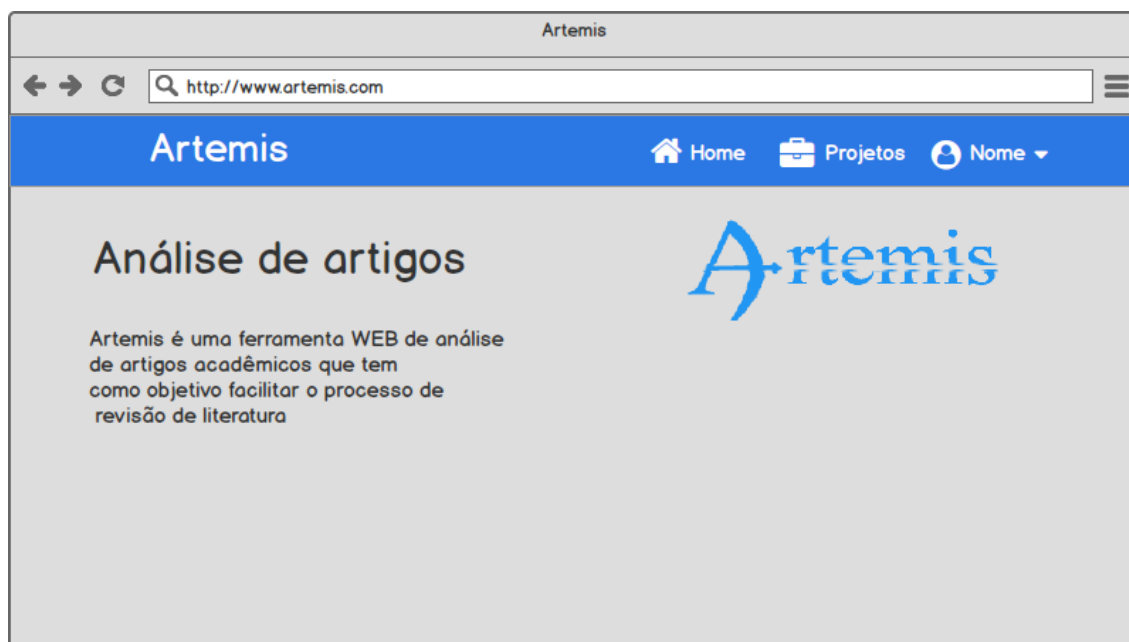 Artemis
http://www.artemis.com
Artemis
Home
Projetos
Nome
Análise de artigos
Artemis
Artemis é uma ferramenta WEB de análise
de artigos acadêmicos que tem
como objetivo facilitar o processo de
revisão de literatura